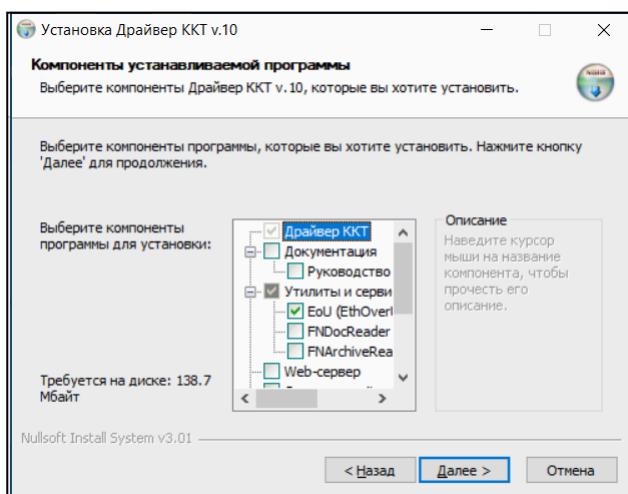 Установка Драйвер ККТ v.10
Компоненты устанавливаемой программы
Выберите компоненты Драйвер ККТ v.10, которые вы хотите установить.
Выберите компоненты программы, которые вы хотите установить. Нажмите кнопку
'Далее' для продолжения.
Выберите компоненты
программы для установки:
Драйвер ККТ
Документация
Руководство
Утилиты и серви
EoU (EthOverl
FNDocReader
FNArchiveRea
Web-сервер
Описание
Наведите курсор
мыши на название
компонента, чтобы
прочесть его
описание.
Требуется на диске: 138.7
Мбайт
Nullsoft Install System v3.01
< Назад
Далее >
Отмена